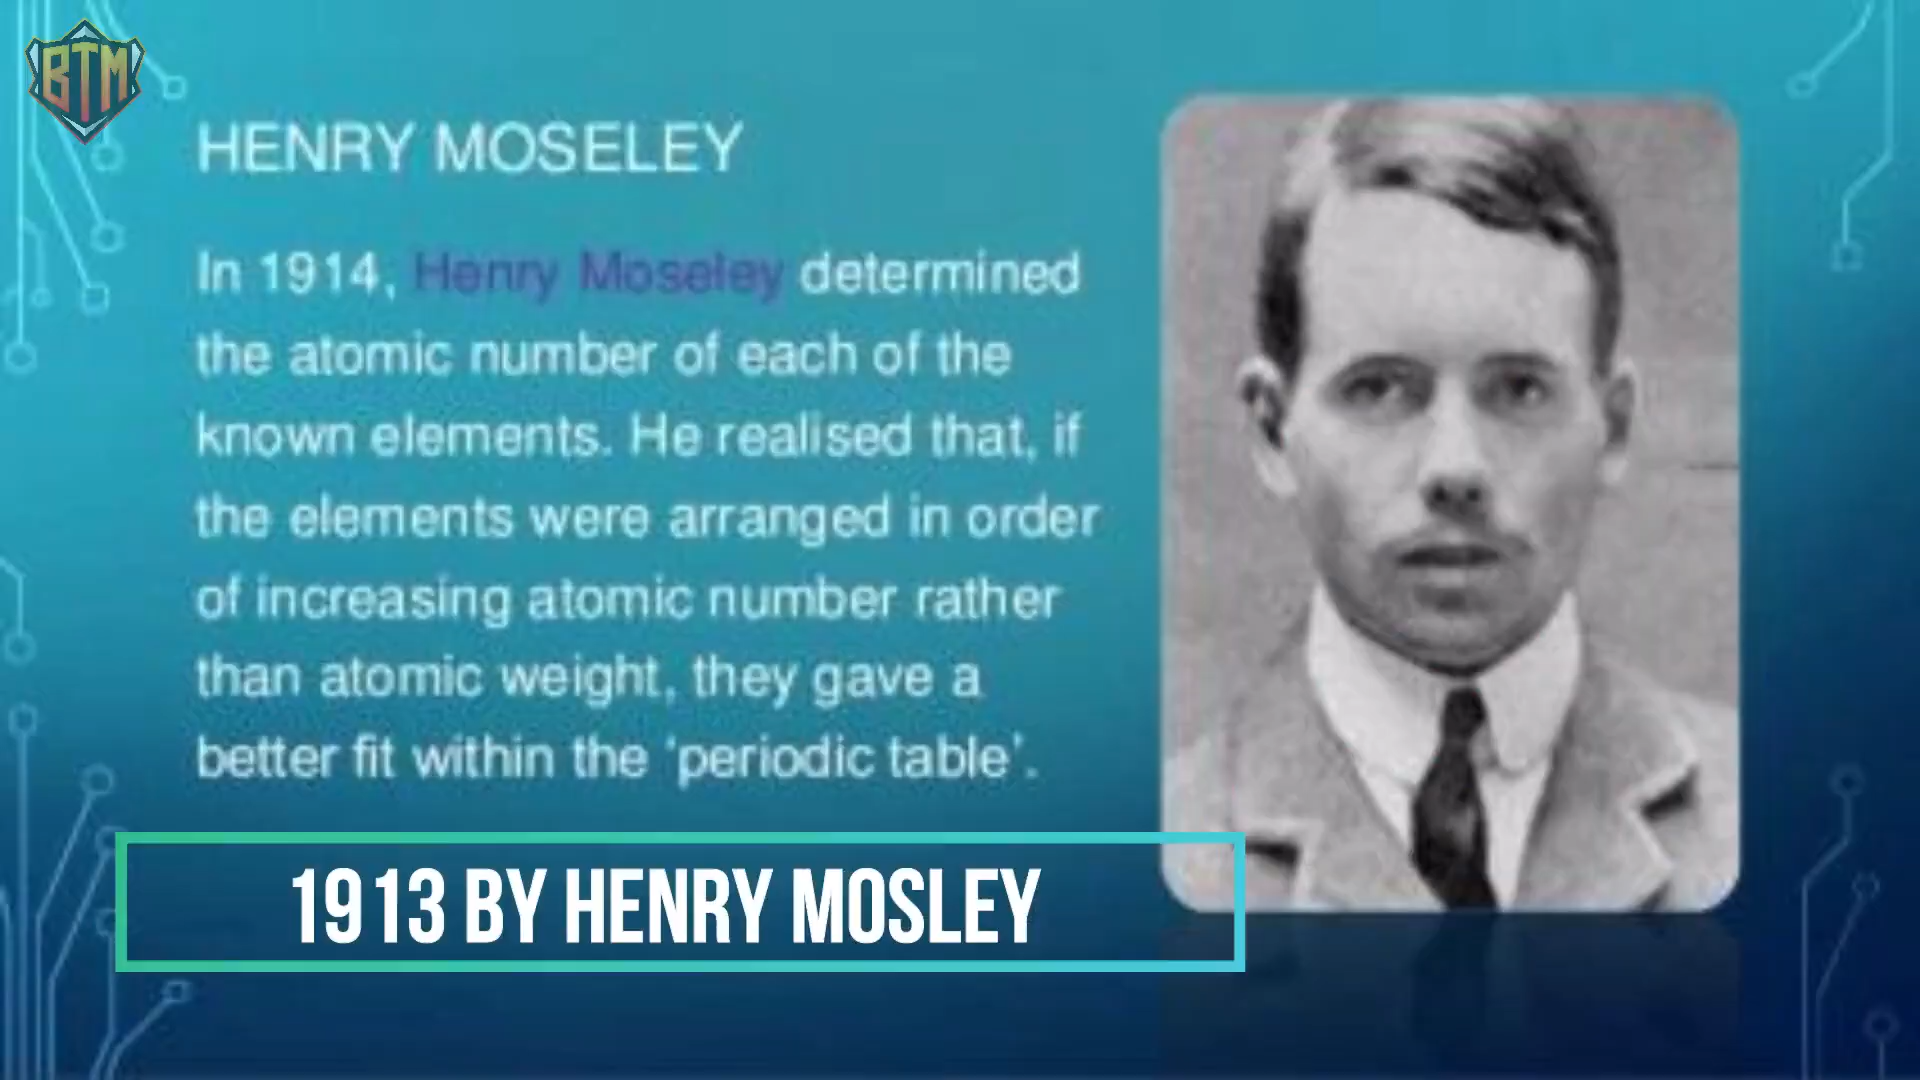 BTM
HENRY MOSELEY
In 1914, Henry Moseley determined
the atomic number of each of the
known elements. He realised that, if
the elements were arranged in order
of increasing atomic number rather
than atomic weight, they gave a
better fit within the 'periodic table'.
1913 BY HENRY MOSLEY